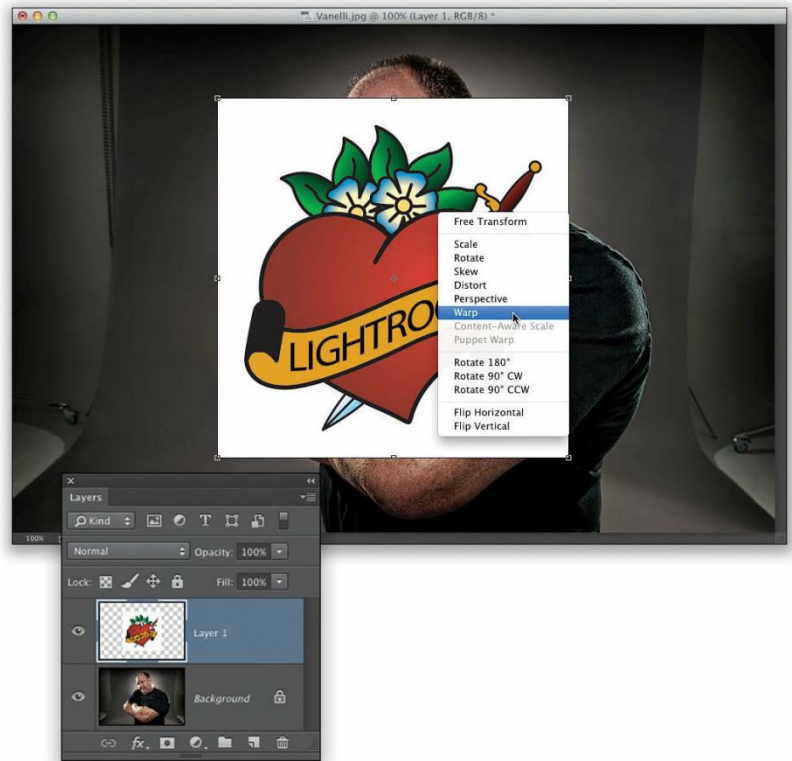 Vanelli.jpg @ 100% (Layer 1, RGB/8) *
Free Transform
Scale
Rotate
Skew
Distort
Perspective
Warp
Content-Aware Scale
Puppet Warp
Rotate 180°
Rotate 90° CW
Rotate 90° CCW
Flip Horizontal
Flip Vertical
LIGHTRO
100%
Layers
Kind
Normal Opacity: 100%
Lock: Fill: 100%
Layer 1
Background
fx